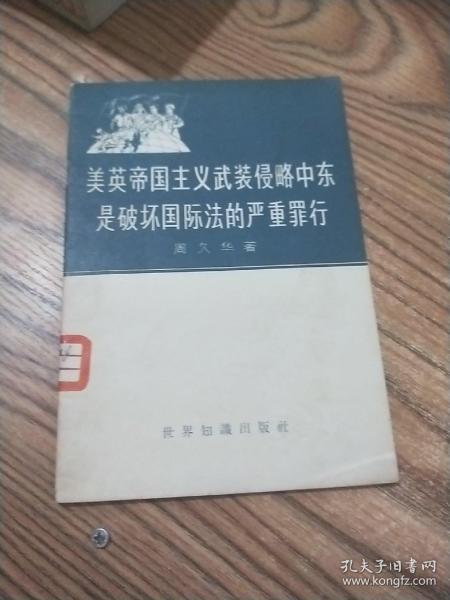 美英帝国主义武装侵略中东
是破坏国际法的严重罪行
周久华著
世界知識出版社
孔夫子旧书网
www.kongfz.com